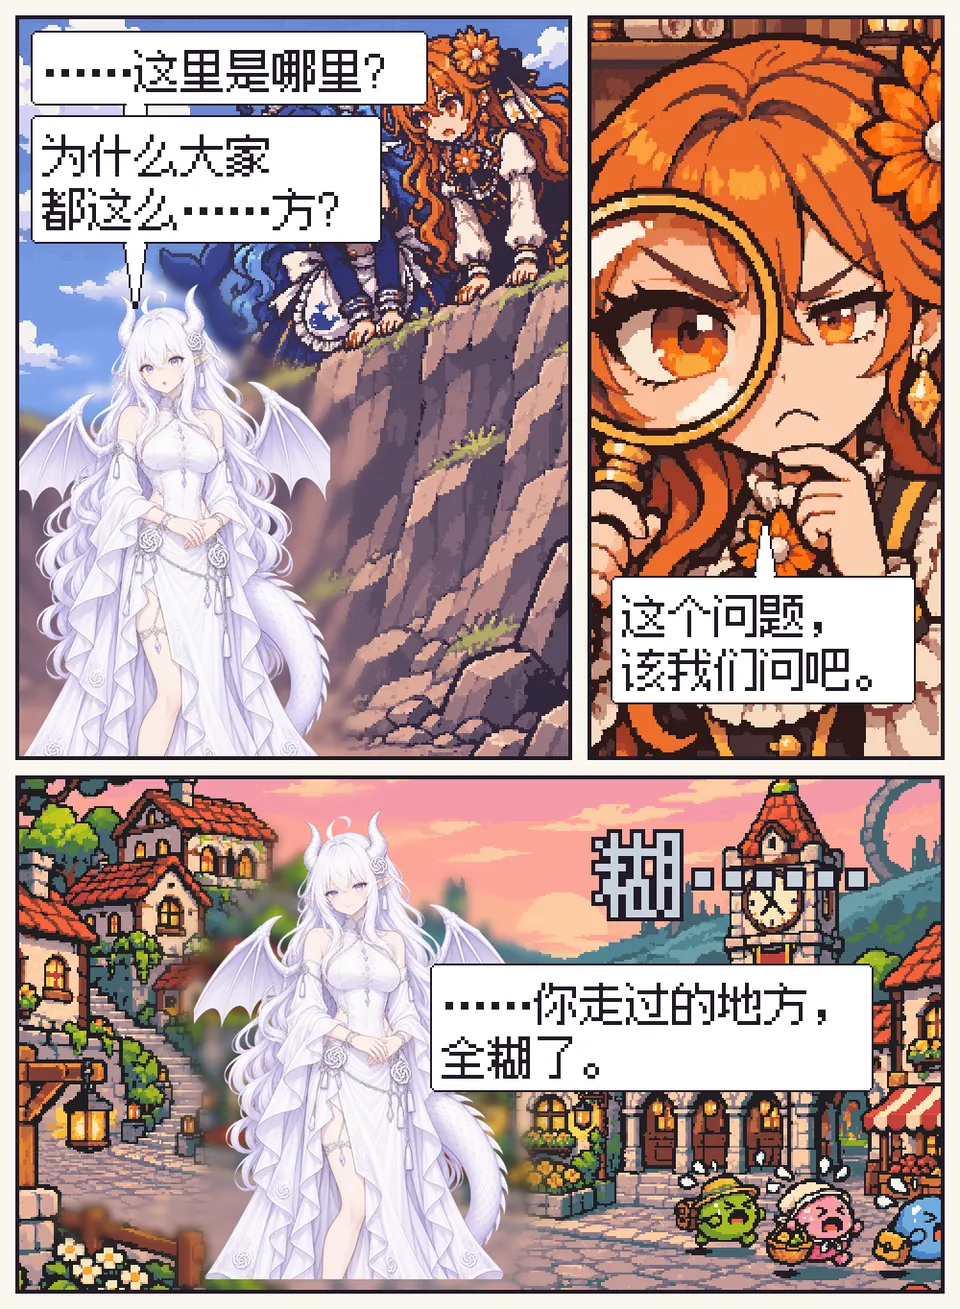 ……这里是哪里？
为什么大家
都这么……方？
这个问题，
该我们问吧。
糊……
……你走过的地方，
全糊了。